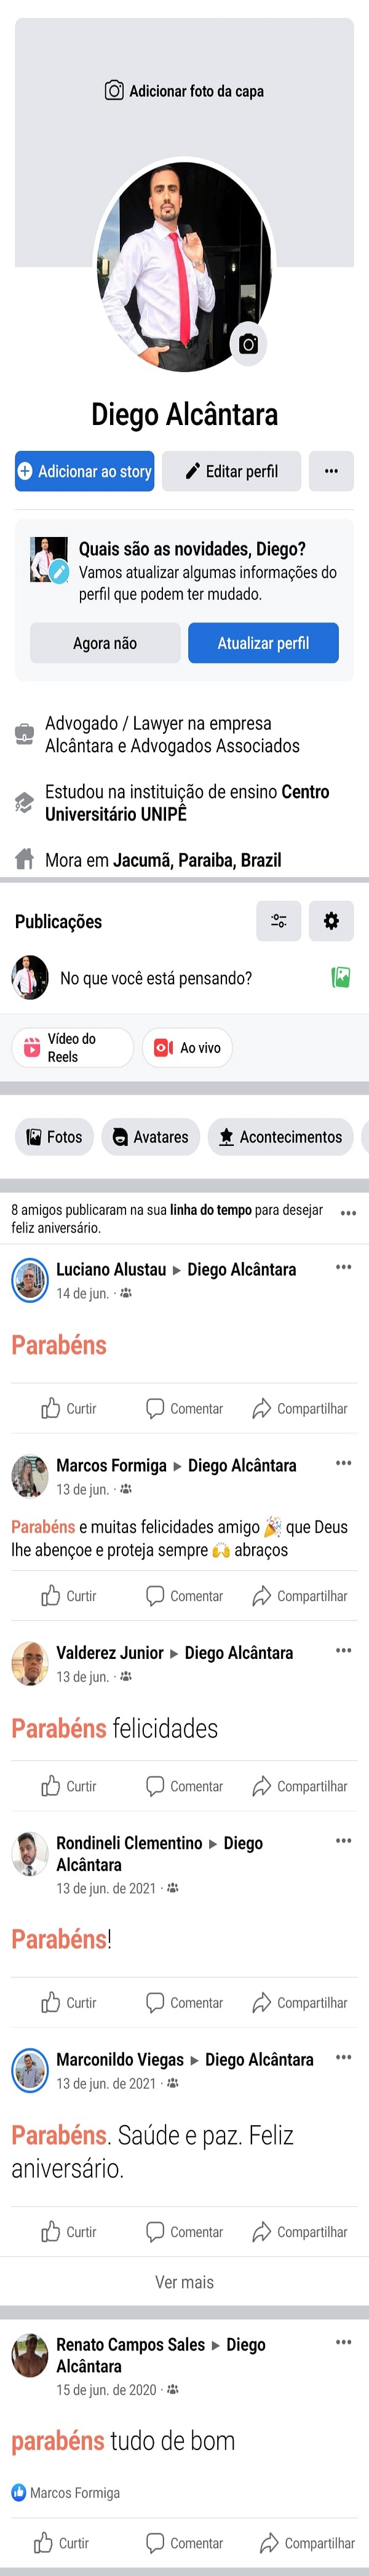 Adicionar foto da capa
Diego Alcântara
Adicionar ao story
Editar perfil
Quais são as novidades, Diego?
Vamos atualizar algumas informações do
perfil que podem ter mudado.
Agora não
Atualizar perfil
Advogado / Lawyer na empresa
Alcântara e Advogados Associados
Estudou na instituição de ensino Centro
Universitário UNIPÊ
Mora em Jacumã, Paraiba, Brazil
Publicações
No que você está pensando?
Vídeo do
Reels
Ao vivo
Fotos
Avatares
Acontecimentos
8 amigos publicaram na sua linha do tempo para desejar
feliz aniversário.
Luciano Alustau ▸ Diego Alcântara
14 de jun. ·
Parabéns
Curtir Comentar Compartilhar
Marcos Formiga ▸ Diego Alcântara
13 de jun. ·
Parabéns e muitas felicidades amigo 🎉 que Deus
lhe abençoe e proteja sempre 🙌 abraços
Curtir Comentar Compartilhar
Valderez Junior ▸ Diego Alcântara
13 de jun. ·
Parabéns felicidades
Curtir Comentar Compartilhar
Rondineli Clementino ▸ Diego
Alcântara
13 de jun. de 2021 ·
Parabéns!
Curtir Comentar Compartilhar
Marconildo Viegas ▸ Diego Alcântara
13 de jun. de 2021 ·
Parabéns. Saúde e paz. Feliz
aniversário.
Curtir Comentar Compartilhar
Ver mais
Renato Campos Sales ▸ Diego
Alcântara
15 de jun. de 2020 ·
parabéns tudo de bom
Marcos Formiga
Curtir Comentar Compartilhar